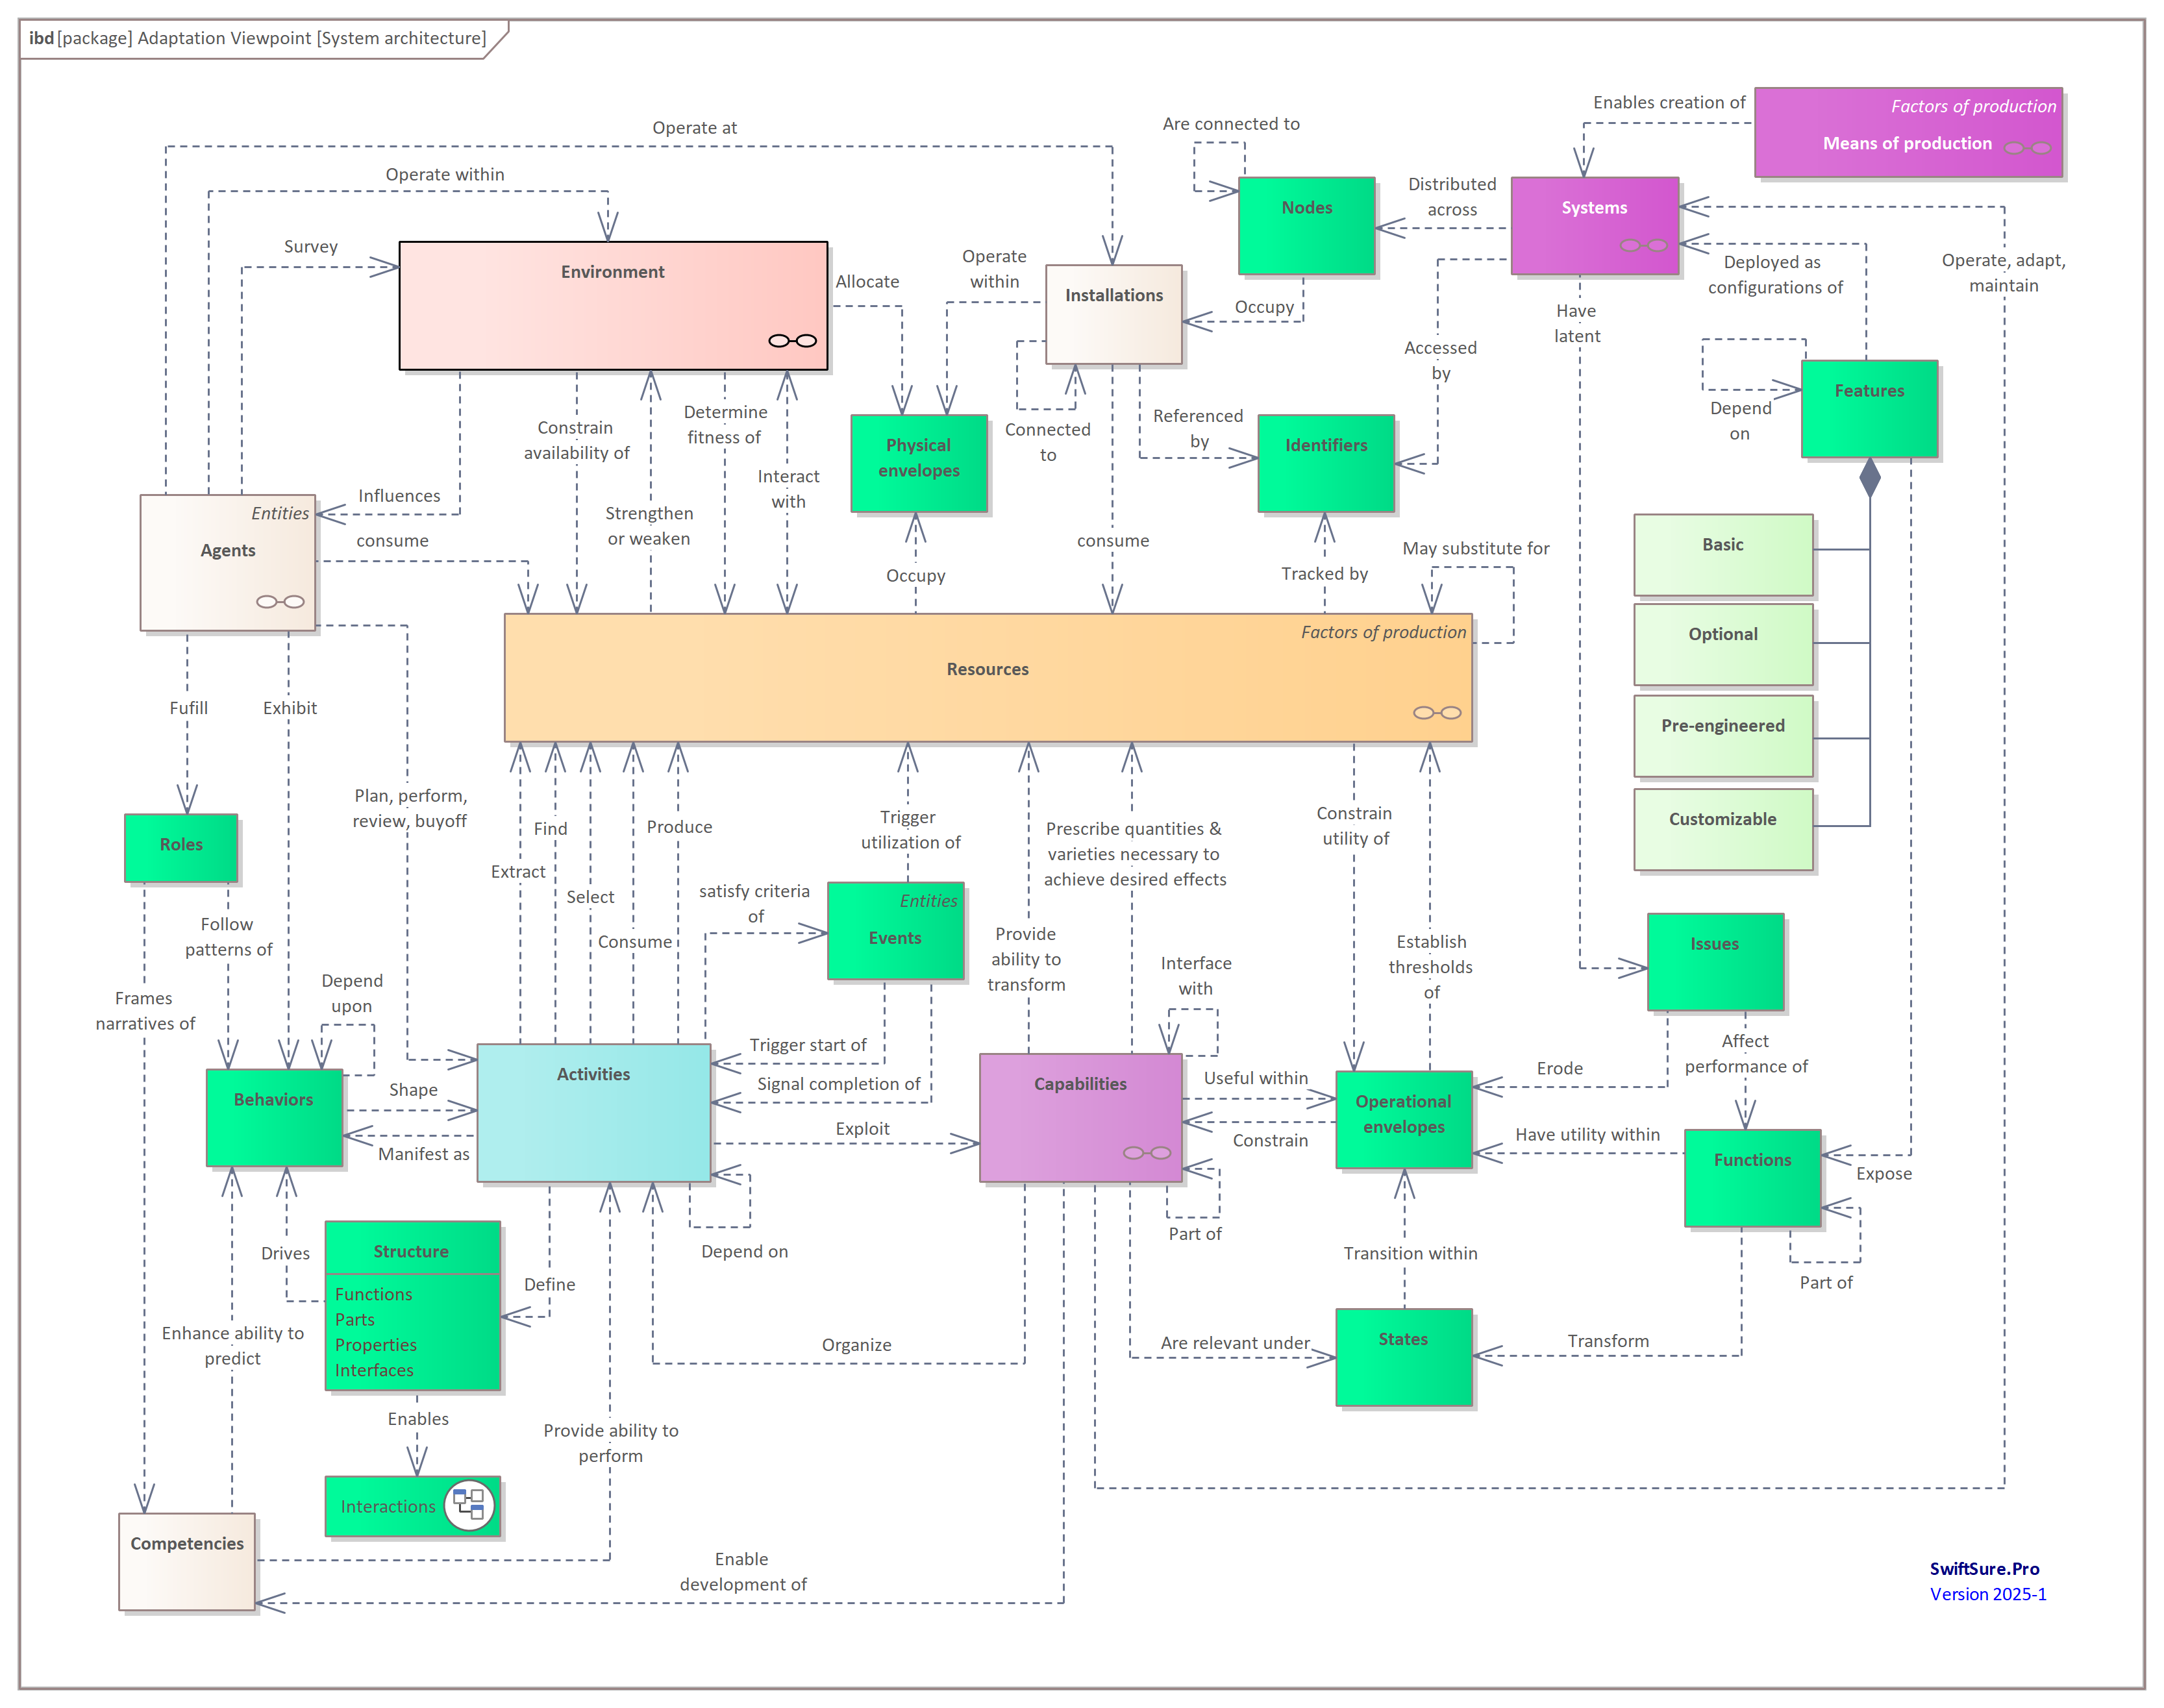 ibd [package] Adaptation Viewpoint [System architecture]
Enables creation of
Factors of production
Means of production
Operate at
Are connected to
Operate within
Nodes
Distributed
across
Systems
Survey
Environment
Allocate
Operate
within
Installations
Occupy
Deployed as
configurations of
Operate, adapt,
maintain
Have
latent
Accessed
by
Features
Depend
on
Constrain
availability of
Determine
fitness of
Interact
with
Strengthen
or weaken
Physical
envelopes
Connected
to
Referenced
by
Identifiers
Influences
Entities
Agents
consume
Occupy
consume
Tracked by
May substitute for
Basic
Optional
Pre-engineered
Customizable
Factors of production
Resources
Fufill
Exhibit
Plan, perform,
review, buyoff
Extract
Find
Select
Consume
Produce
Trigger
utilization of
Prescribe quantities &
varieties necessary to
achieve desired effects
Constrain
utility of
Roles
satisfy criteria
of
Entities
Events
Follow
patterns of
Provide
ability to
transform
Interface
with
Establish
thresholds
of
Issues
Frames
narratives of
Depend
upon
Trigger start of
Signal completion of
Activities
Behaviors
Shape
Manifest as
Exploit
Capabilities
Useful within
Constrain
Operational
envelopes
Erode
Affect
performance of
Have utility within
Functions
Expose
Part of
Part of
Depend on
Drives
Structure
Functions
Parts
Properties
Interfaces
Define
Transition within
Enhance ability to
predict
Organize
Are relevant under
States
Transform
Enables
Provide ability to
perform
Interactions
Competencies
Enable
development of
SwiftSure.Pro
Version 2025-1